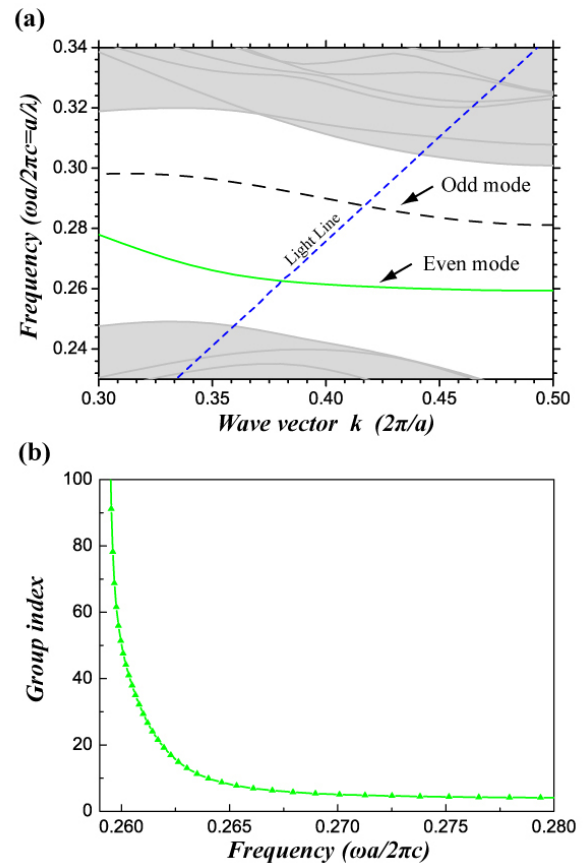 (a)
0.34
0.32
0.30
0.28
0.26
0.24
Frequency (ωa/2πc=a/λ)
Odd mode
Light Line
Even mode
0.30 0.35 0.40 0.45 0.50
Wave vector k (2π/a)
(b)
100
80
60
40
20
0
Group index
0.260 0.265 0.270 0.275 0.280
Frequency (ωa/2πc)